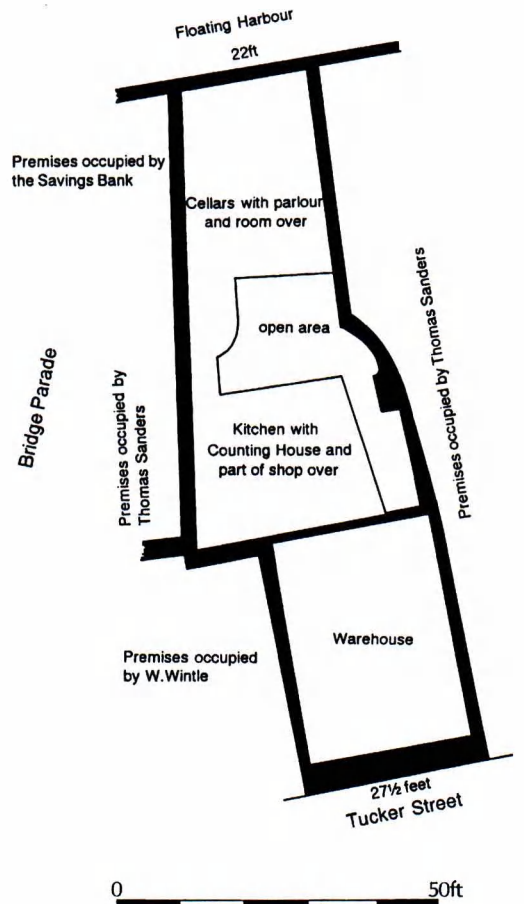 Floating Harbour
22ft
Premises occupied by
the Savings Bank
Cellars with parlour
and room over
open area
Premises occupied by Thomas Sanders
Bridge Parade
Premises occupied by
Thomas Sanders
Kitchen with
Counting House and
part of shop over
Warehouse
Premises occupied
by W.Wintle
27½ feet
Tucker Street
0 50ft